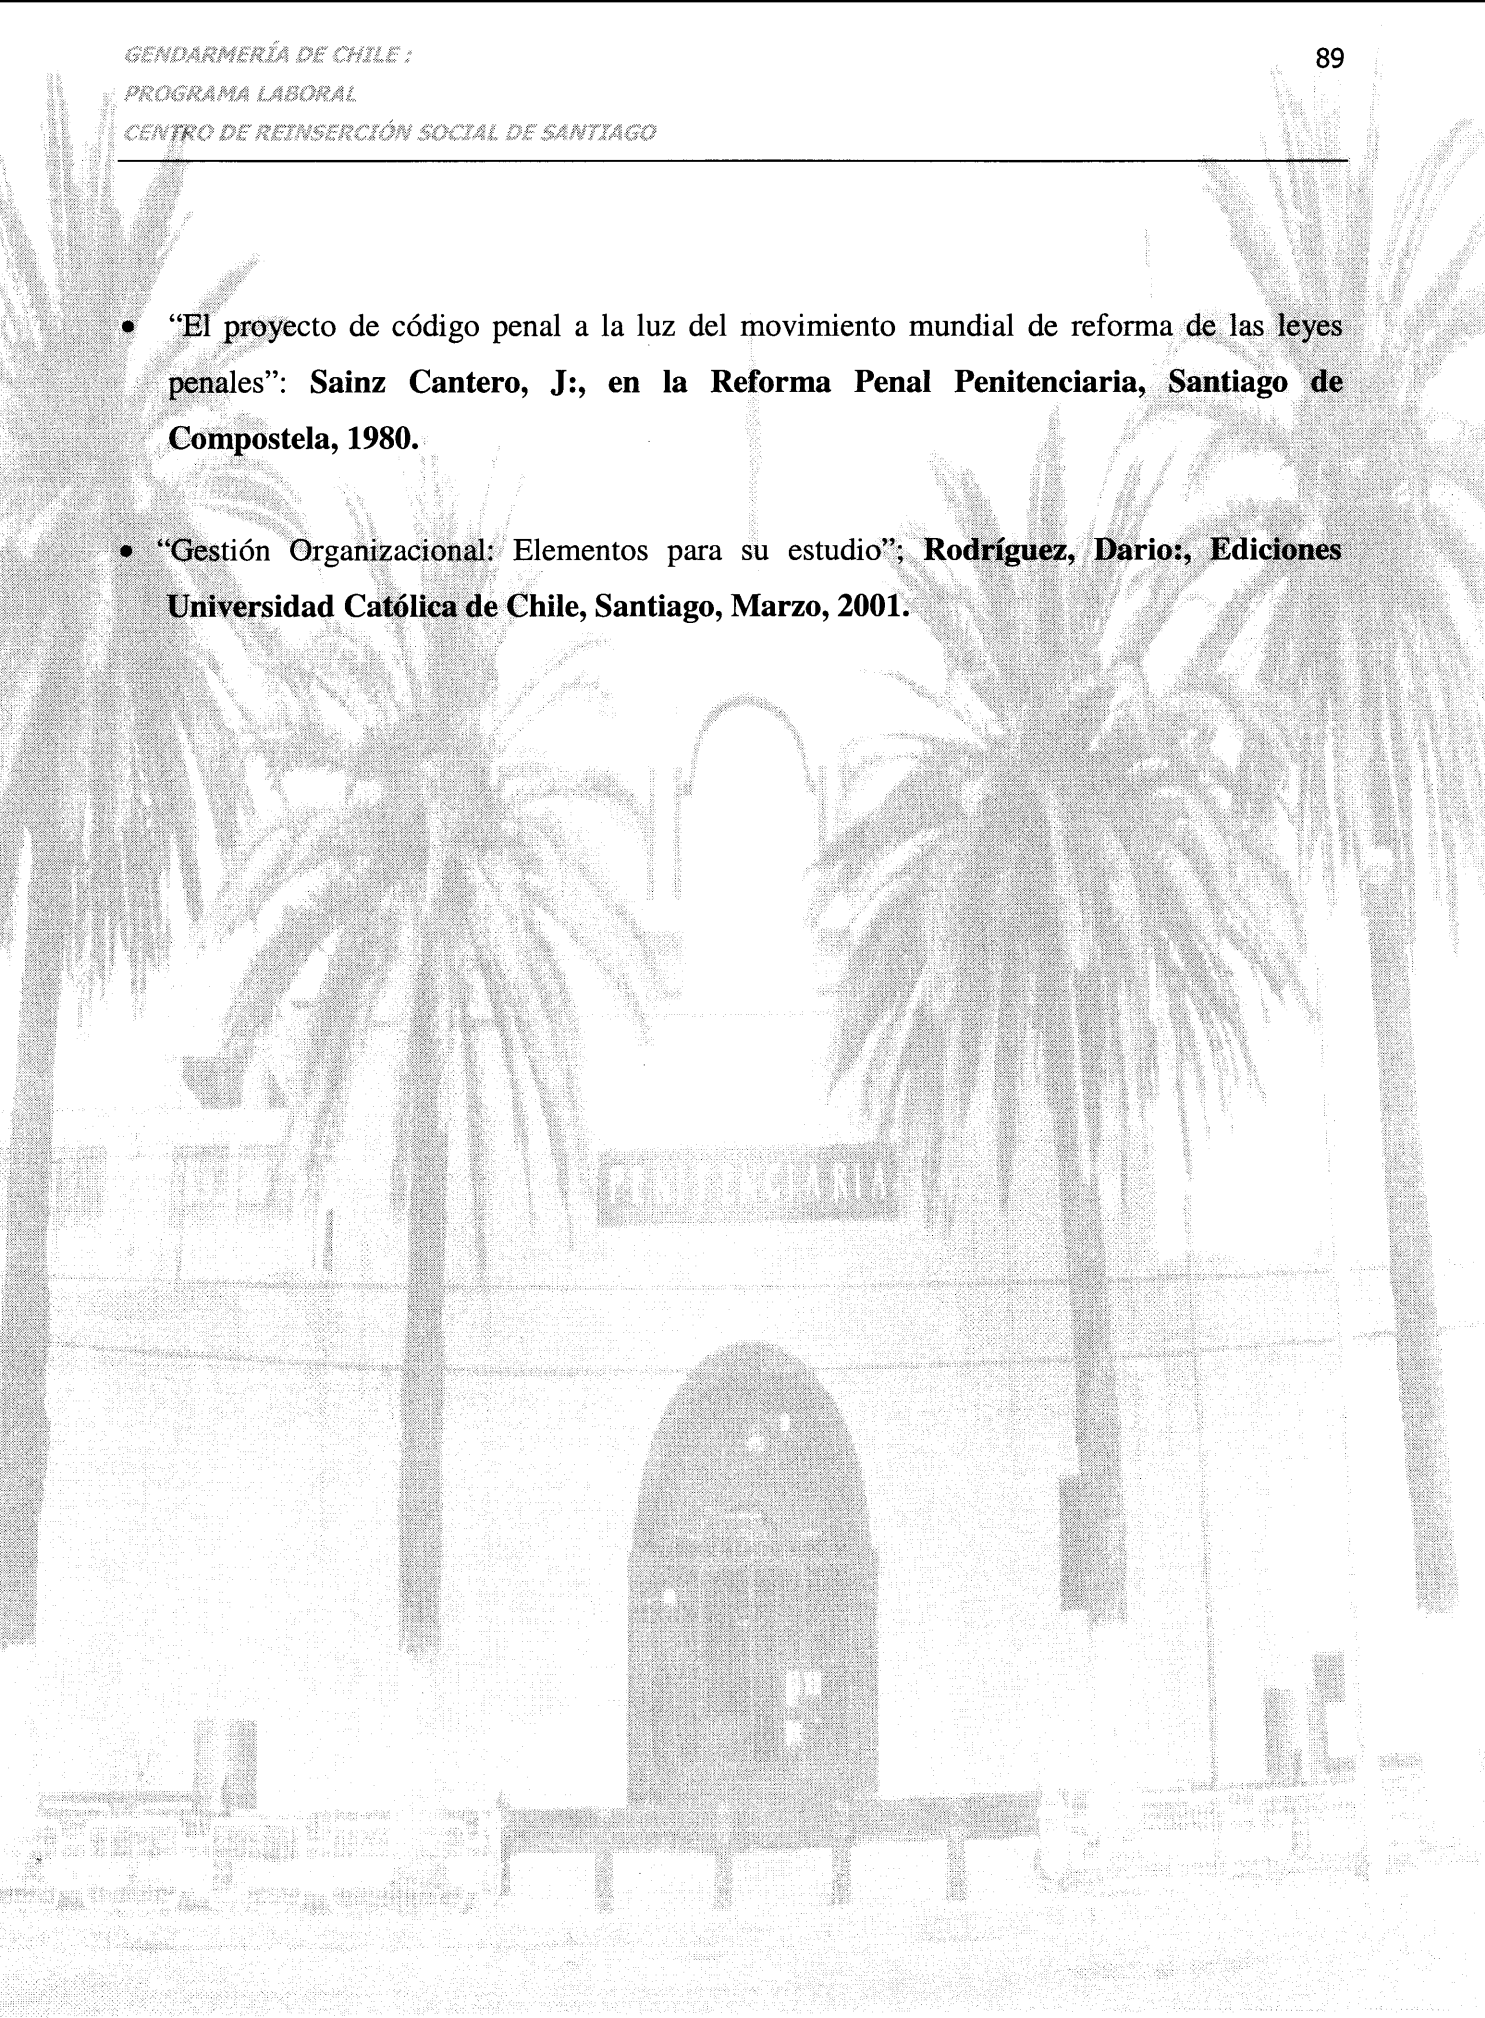 GENDARMERÍA DE CHILE :
89
PROGRAMA LABORAL
CENTRO DE REINSERCIÓN SOCIAL DE SANTIAGO
• “El proyecto de código penal a la luz del movimiento mundial de reforma de las leyes
penales”: Sainz Cantero, J:, en la Reforma Penal Penitenciaria, Santiago de
Compostela, 1980.
• “Gestión Organizacional: Elementos para su estudio”; Rodríguez, Dario:, Ediciones
Universidad Católica de Chile, Santiago, Marzo, 2001.
PENITENCIARIA